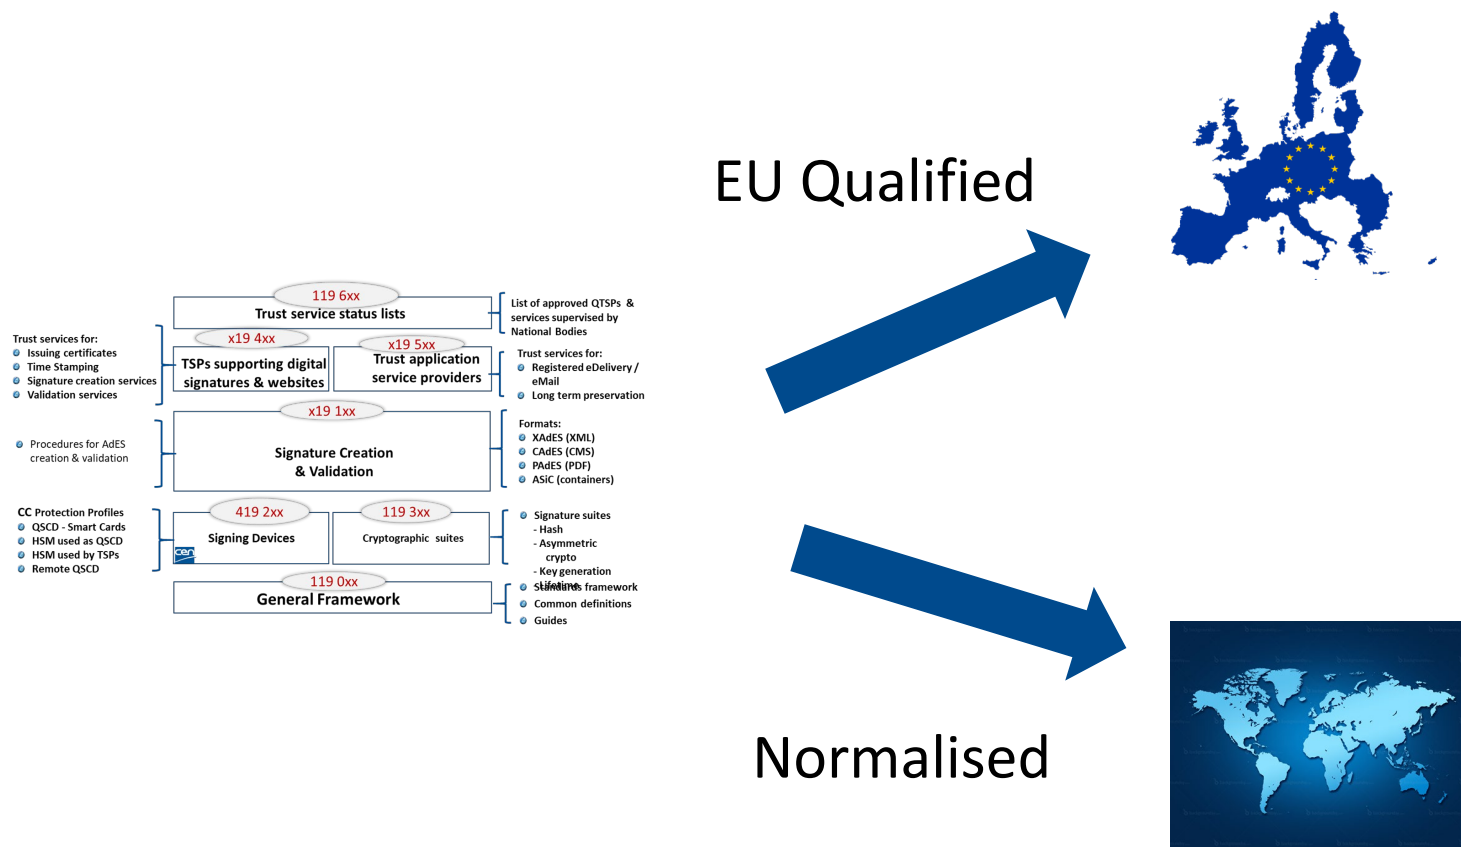 EU Qualified
119 6xx
Trust service status lists
List of approved QTSPs &
services supervised by
National Bodies
Trust services for:
Issuing certificates
Time Stamping
Signature creation services
Validation services
x19 4xx
TSPs supporting digital
signatures & websites
x19 5xx
Trust application
service providers
Trust services for:
Registered eDelivery /
eMail
Long term preservation
x19 1xx
Signature Creation
& Validation
Procedures for AdES
creation & validation
Formats:
XAdES (XML)
CAdES (CMS)
PAdES (PDF)
ASiC (containers)
CC Protection Profiles
QSCD - Smart Cards
HSM used as QSCD
HSM used by TSPs
Remote QSCD
419 2xx
Signing Devices
cen
119 3xx
Cryptographic suites
Signature suites
- Hash
- Asymmetric
crypto
- Key generation
- Lifetime
119 0xx
General Framework
Standards framework
Common definitions
Guides
Normalised